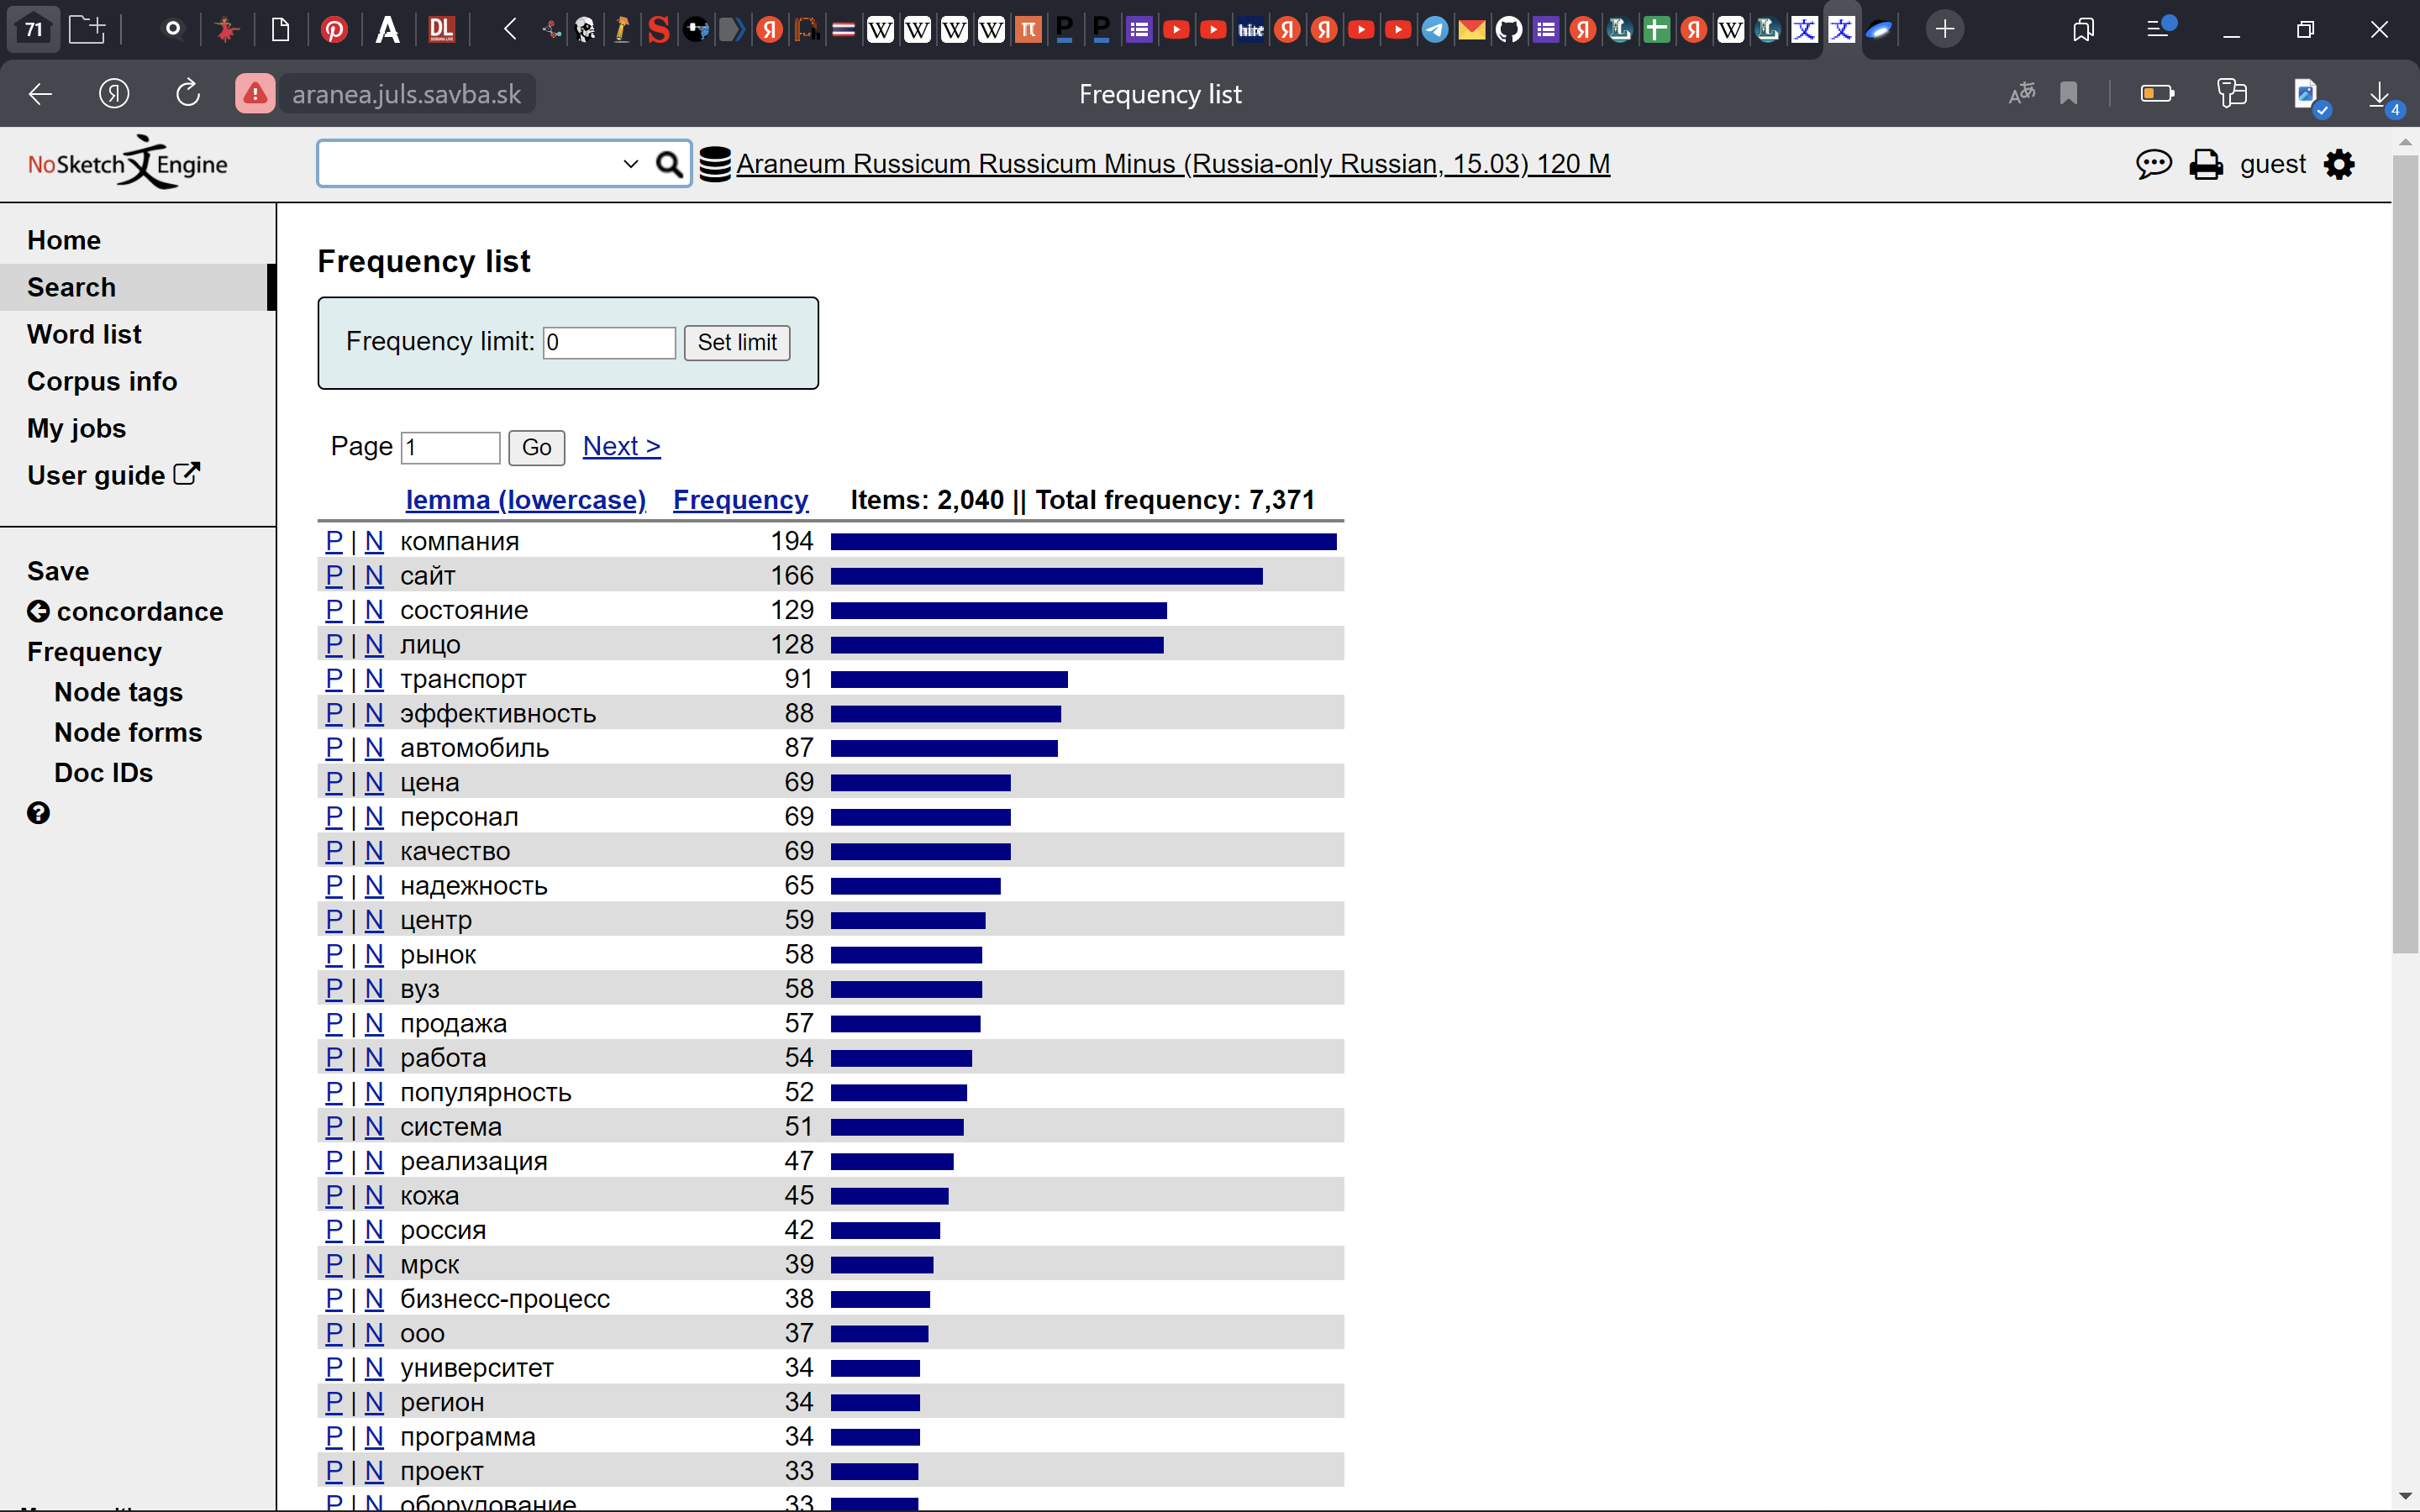 71
DL
aranea.juls.savba.sk
Frequency list
4
NoSketch Engine
Araneum Russicum Russicum Minus (Russia-only Russian, 15.03) 120 M
guest
Home
Search
Word list
Corpus info
My jobs
User guide
Save
concordance
Frequency
Node tags
Node forms
Doc IDs
Frequency list
Frequency limit: 0 Set limit
Page 1 Go Next >
lemma (lowercase) Frequency Items: 2,040 || Total frequency: 7,371
P | N компания 194
P | N сайт 166
P | N состояние 129
P | N лицо 128
P | N транспорт 91
P | N эффективность 88
P | N автомобиль 87
P | N цена 69
P | N персонал 69
P | N качество 69
P | N надежность 65
P | N центр 59
P | N рынок 58
P | N вуз 58
P | N продажа 57
P | N работа 54
P | N популярность 52
P | N система 51
P | N реализация 47
P | N кожа 45
P | N россия 42
P | N мрск 39
P | N бизнесс-процесс 38
P | N ооо 37
P | N университет 34
P | N регион 34
P | N программа 34
P | N проект 33
P | N оборудование 33